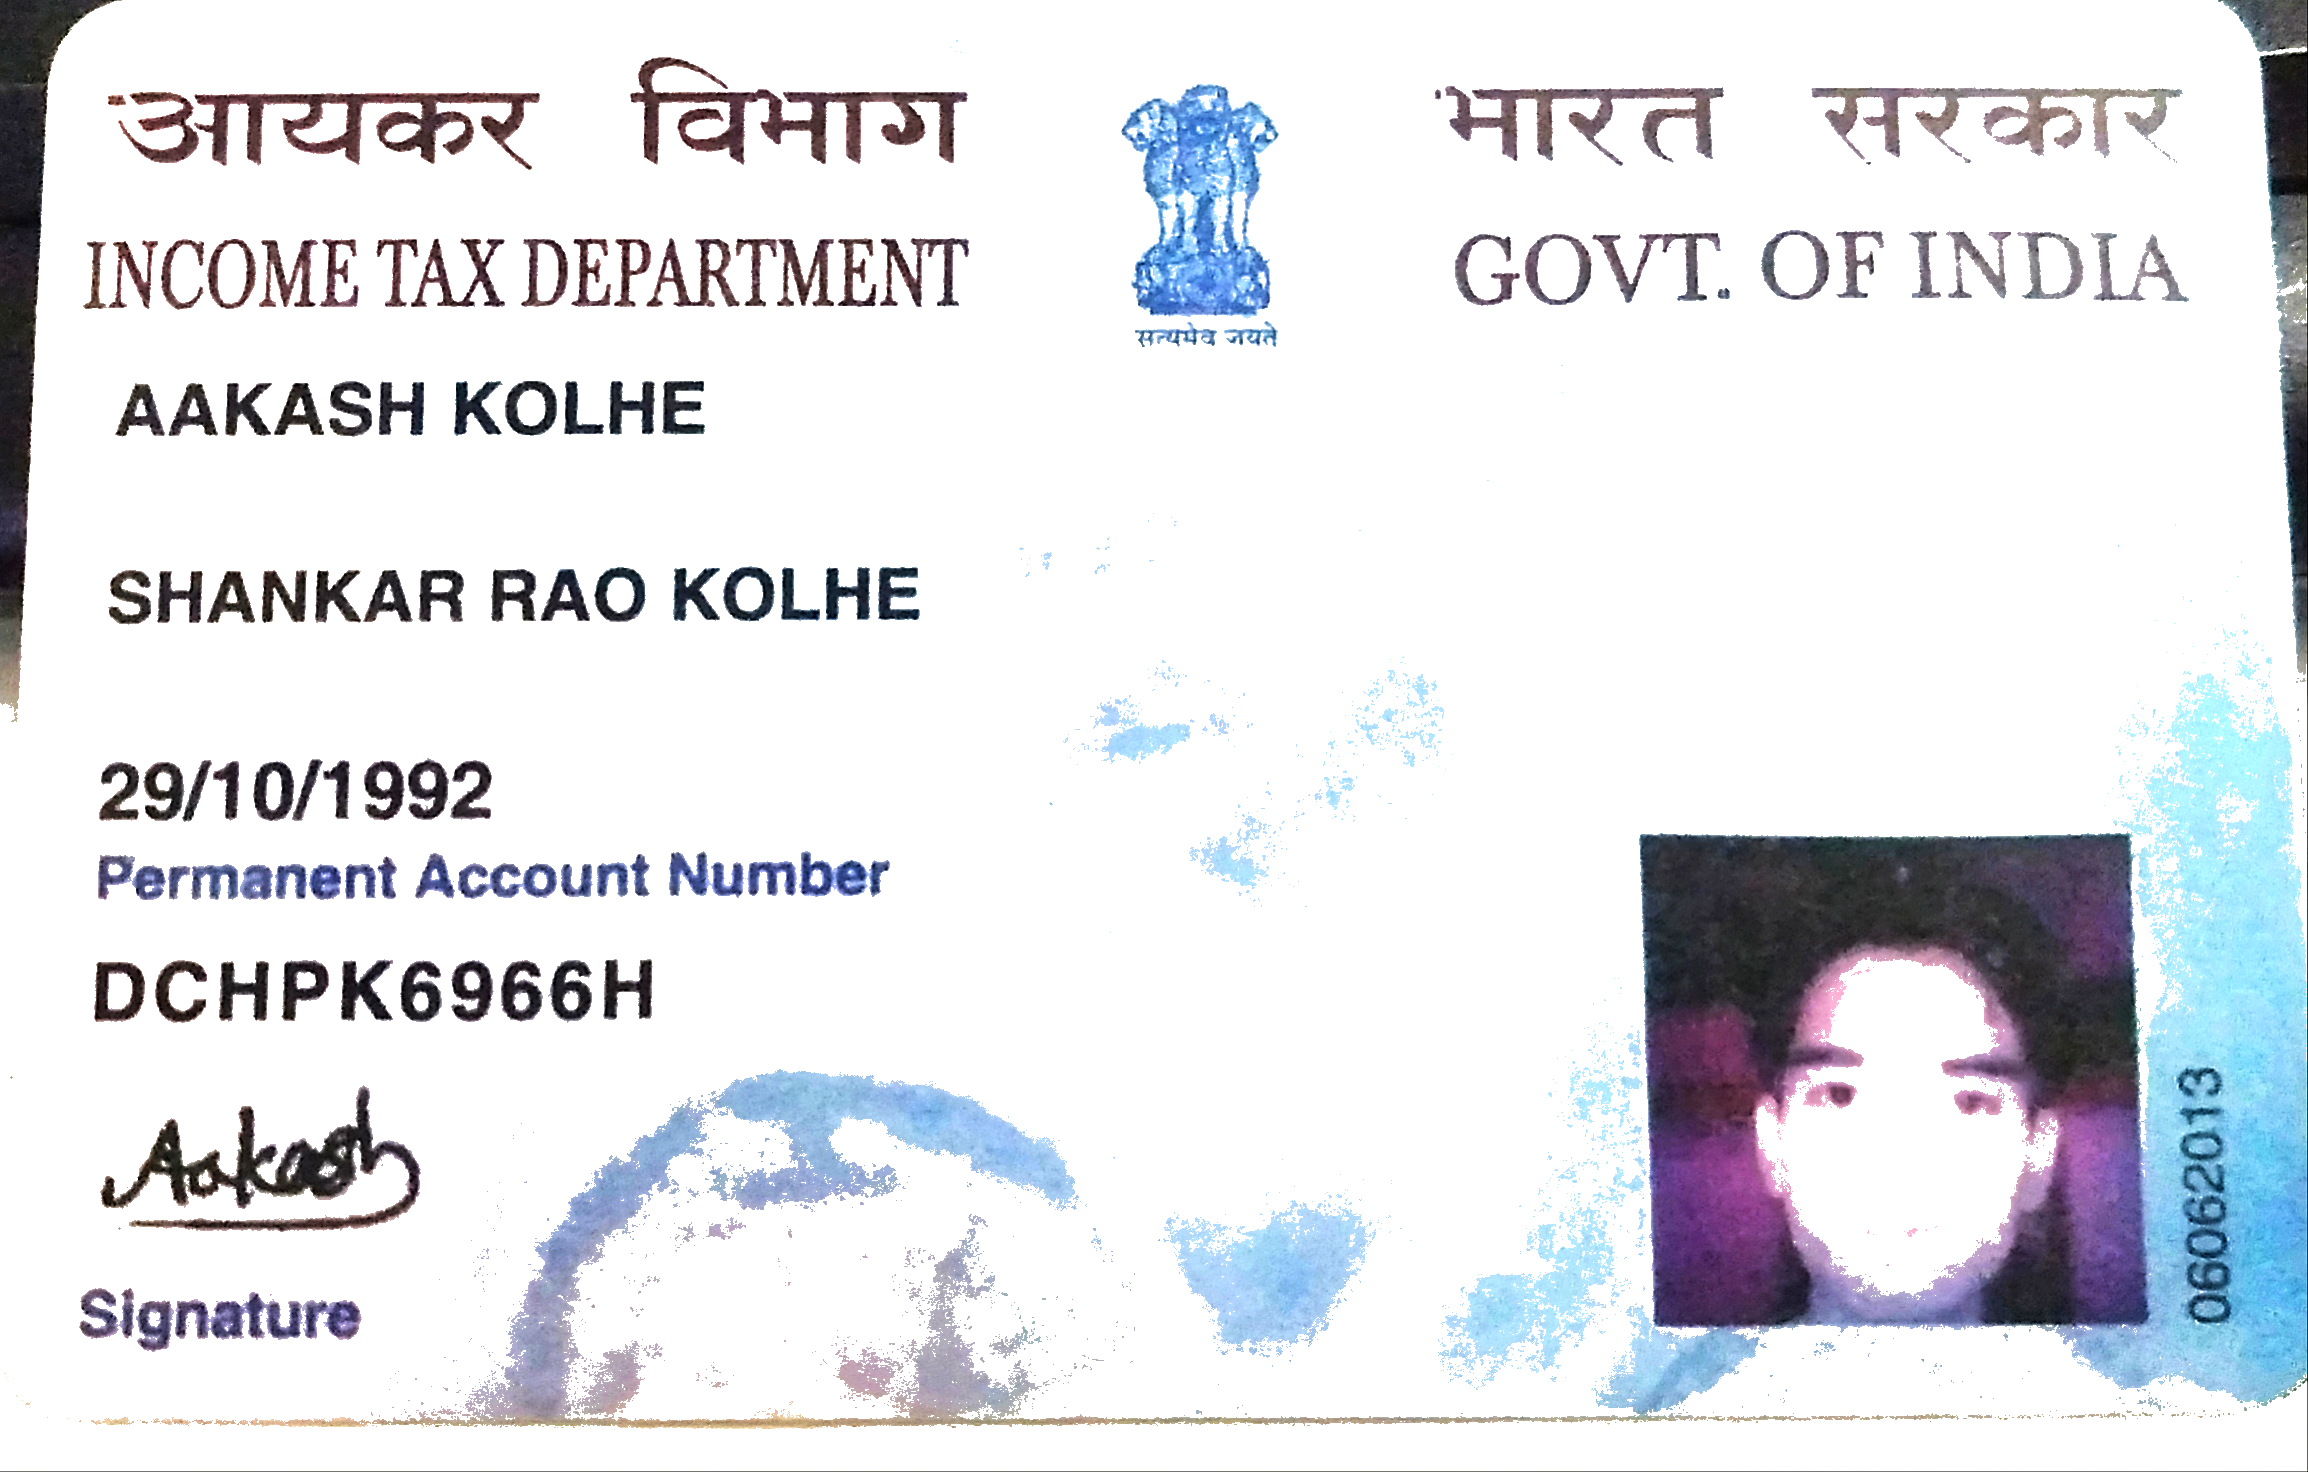 आयकर विभाग
INCOME TAX DEPARTMENT
सत्यमेव जयते
भारत सरकार
GOVT. OF INDIA
AAKASH KOLHE
SHANKAR RAO KOLHE
29/10/1992
Permanent Account Number
DCHPK6966H
Aakash
Signature
06062013